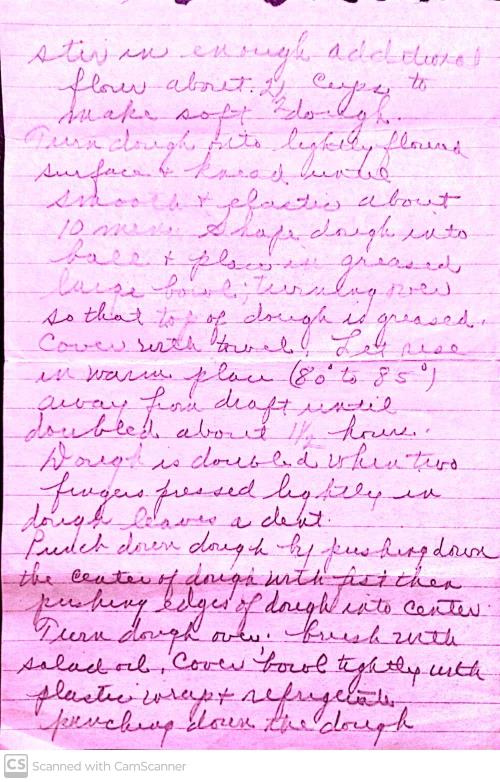 stir in enough additional
flour about 2 1/2 cups to
make soft dough.
Turn dough onto lightly floured
surface + knead until
smooth + elastic about
10 min. Shape dough into
ball + place in greased
large bowl; turning over
so that top of dough is greased.
Cover with towel. Let rise
in warm place (80° to 85°)
away from draft until
doubled about 1 1/2 hours.
Dough is doubled when two
fingers pressed lightly in
dough leaves a dent.
Punch down dough by pushing down
the center of dough with fist then
pushing edges of dough into center
Turn dough over; brush with
salad oil. Cover bowl tightly with
plastic wrap + refrigerate
punching down the dough
CS Scanned with CamScanner